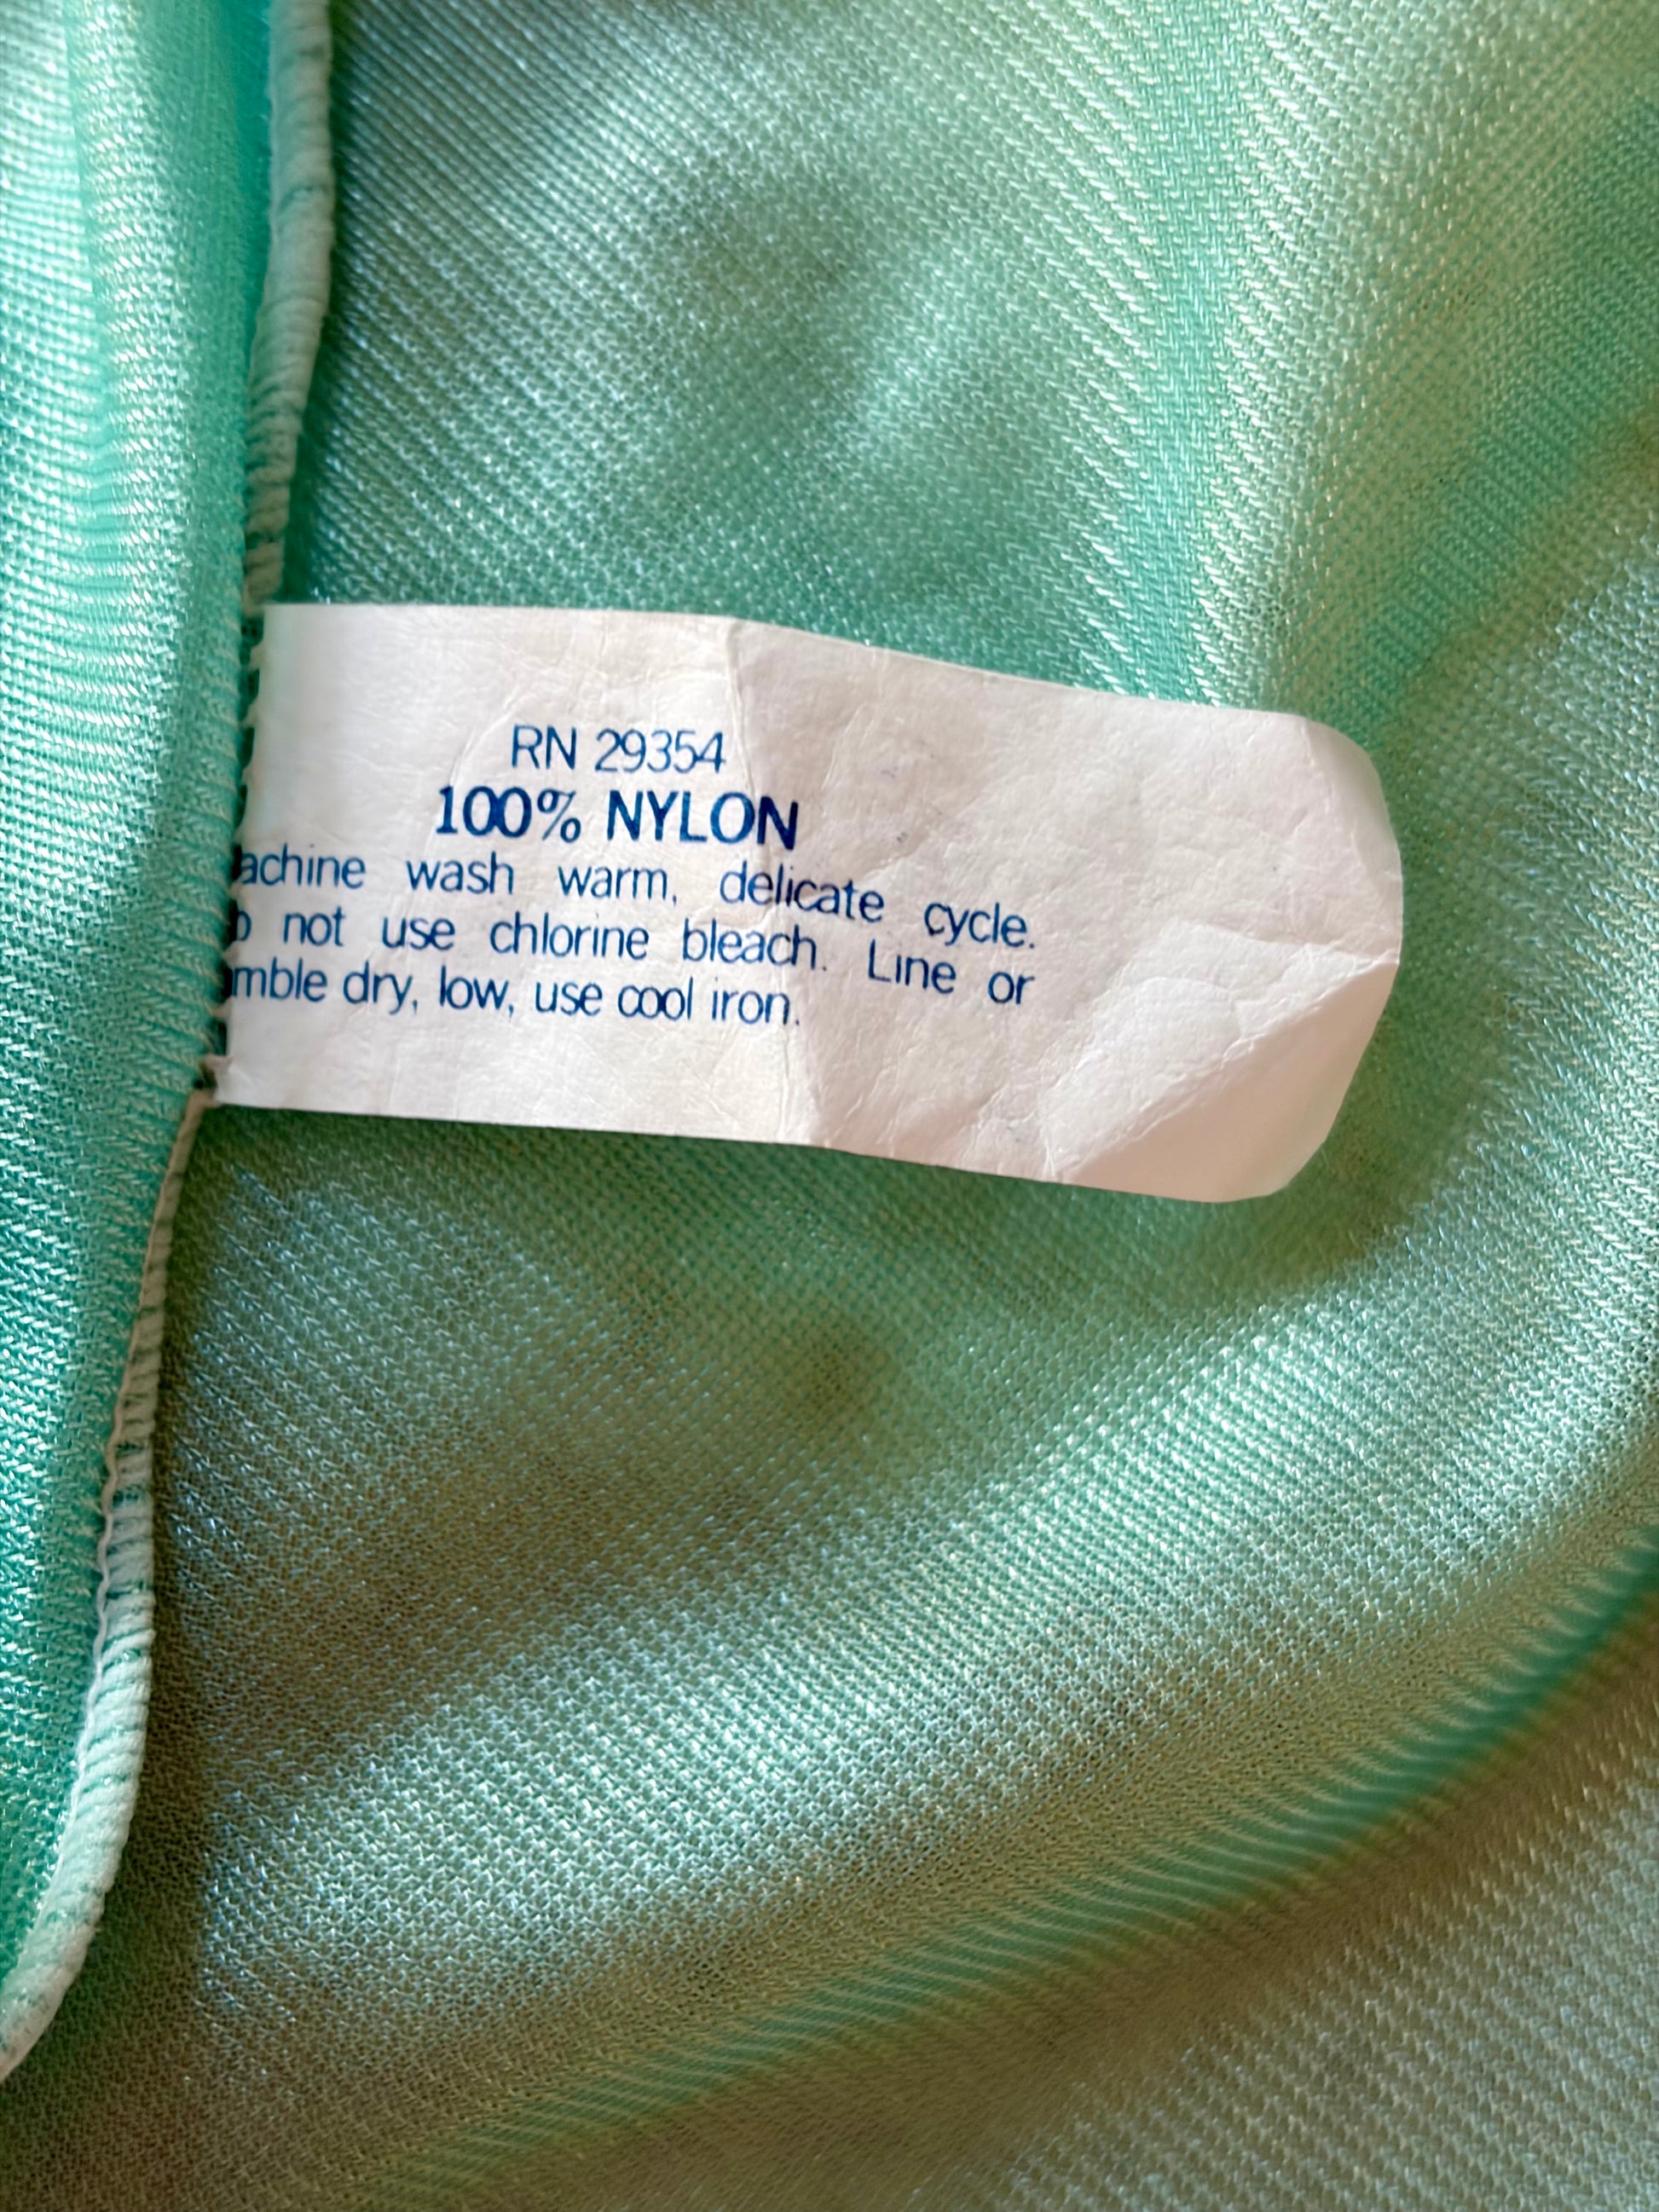 RN 29354
100% NYLON
achine wash warm, delicate cycle.
o not use chlorine bleach. Line or
mble dry, low, use cool iron.